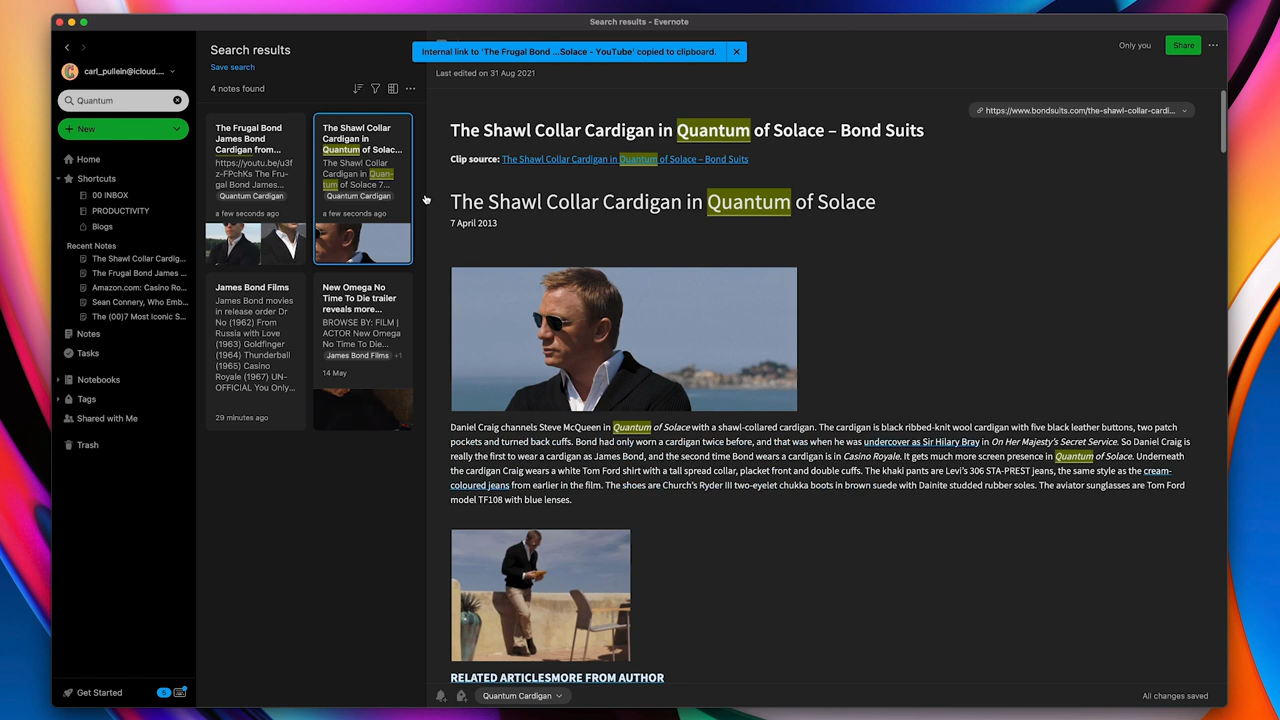 Search results - Evernote
carl_pullein@icloud....
Quantum
New
Home
Shortcuts
00 INBOX
PRODUCTIVITY
Blogs
Recent Notes
The Shawl Collar Cardig...
The Frugal Bond James ...
Amazon.com: Casino Ro...
Sean Connery, Who Emb...
The (00)7 Most Iconic S...
Notes
Tasks
Notebooks
Tags
Shared with Me
Trash
Get Started
5
Search results
Save search
4 notes found
The Frugal Bond
James Bond
Cardigan from...
https://youtu.be/u3f
z-FPchKs The Fru-
gal Bond James...
Quantum Cardigan
a few seconds ago
The Shawl Collar
Cardigan in
Quantum of Solac...
The Shawl Collar
Cardigan in Quan-
tum of Solace 7...
Quantum Cardigan
a few seconds ago
James Bond Films
James Bond movies
in release order Dr
No (1962) From
Russia with Love
(1963) Goldfinger
(1964) Thunderball
(1965) Casino
Royale (1967) UN-
OFFICIAL You Only...
29 minutes ago
New Omega No
Time To Die trailer
reveals more...
BROWSE BY: FILM |
ACTOR New Omega
No Time To Die...
James Bond Films +1
14 May
Internal link to 'The Frugal Bond ...Solace - YouTube' copied to clipboard.
Only you
Share
Last edited on 31 Aug 2021
https://www.bondsuits.com/the-shawl-collar-cardi...
The Shawl Collar Cardigan in Quantum of Solace – Bond Suits
Clip source: The Shawl Collar Cardigan in Quantum of Solace – Bond Suits
The Shawl Collar Cardigan in Quantum of Solace
7 April 2013
Daniel Craig channels Steve McQueen in Quantum of Solace with a shawl-collared cardigan. The cardigan is black ribbed-knit wool cardigan with five black leather buttons, two patch
pockets and turned back cuffs. Bond had only worn a cardigan twice before, and that was when he was undercover as Sir Hilary Bray in On Her Majesty's Secret Service. So Daniel Craig is
really the first to wear a cardigan as James Bond, and the second time Bond wears a cardigan is in Casino Royale. It gets much more screen presence in Quantum of Solace. Underneath
the cardigan Craig wears a white Tom Ford shirt with a tall spread collar, placket front and double cuffs. The khaki pants are Levi's 306 STA-PREST jeans, the same style as the cream-
coloured jeans from earlier in the film. The shoes are Church's Ryder III two-eyelet chukka boots in brown suede with Dainite studded rubber soles. The aviator sunglasses are Tom Ford
model TF108 with blue lenses.
RELATED ARTICLESMORE FROM AUTHOR
Quantum Cardigan
All changes saved